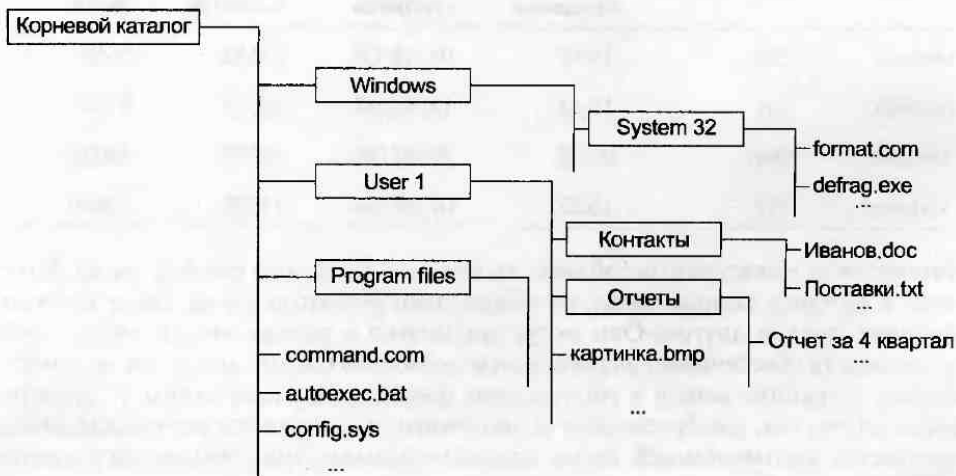 Корневой каталог
Windows
System 32
format.com
defrag.exe
...
User 1
Контакты
Иванов.doc
Поставки.txt
...
Отчеты
Отчет за 4 квартал
...
картинка.bmp
...
Program files
command.com
autoexec.bat
config.sys
...